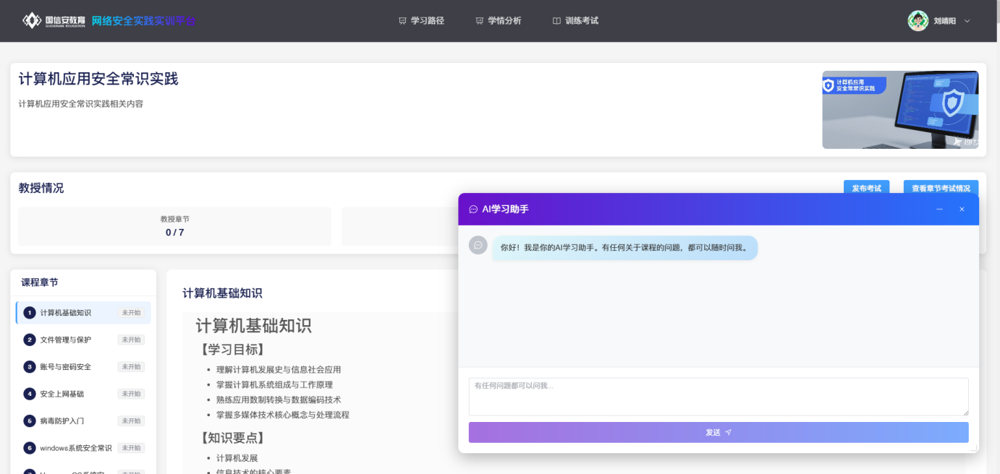 国信安教育 网络安全实践实训平台
GUOXINAN EDUCATION
学习路径
学情分析
训练考试
刘靖阳
计算机应用安全常识实践
计算机应用安全常识实践相关内容
计算机应用
安全常识实践
教授情况
发布考试
查看章节考试情况
教授章节
0 / 7
AI学习助手
你好！我是你的AI学习助手。有任何关于课程的问题，都可以随时问我。
有任何问题都可以问我...
发送
课程章节
1 计算机基础知识 未开始
2 文件管理与保护 未开始
3 账号与密码安全 未开始
4 安全上网基础 未开始
5 病毒防护入门 未开始
6 windows系统安全常识 未开始
计算机基础知识
计算机基础知识
【学习目标】
理解计算机发展史与信息社会应用
掌握计算机系统组成与工作原理
熟练应用数制转换与数据编码技术
掌握多媒体技术核心概念与处理流程
【知识要点】
计算机发展
信息技术的核心要素